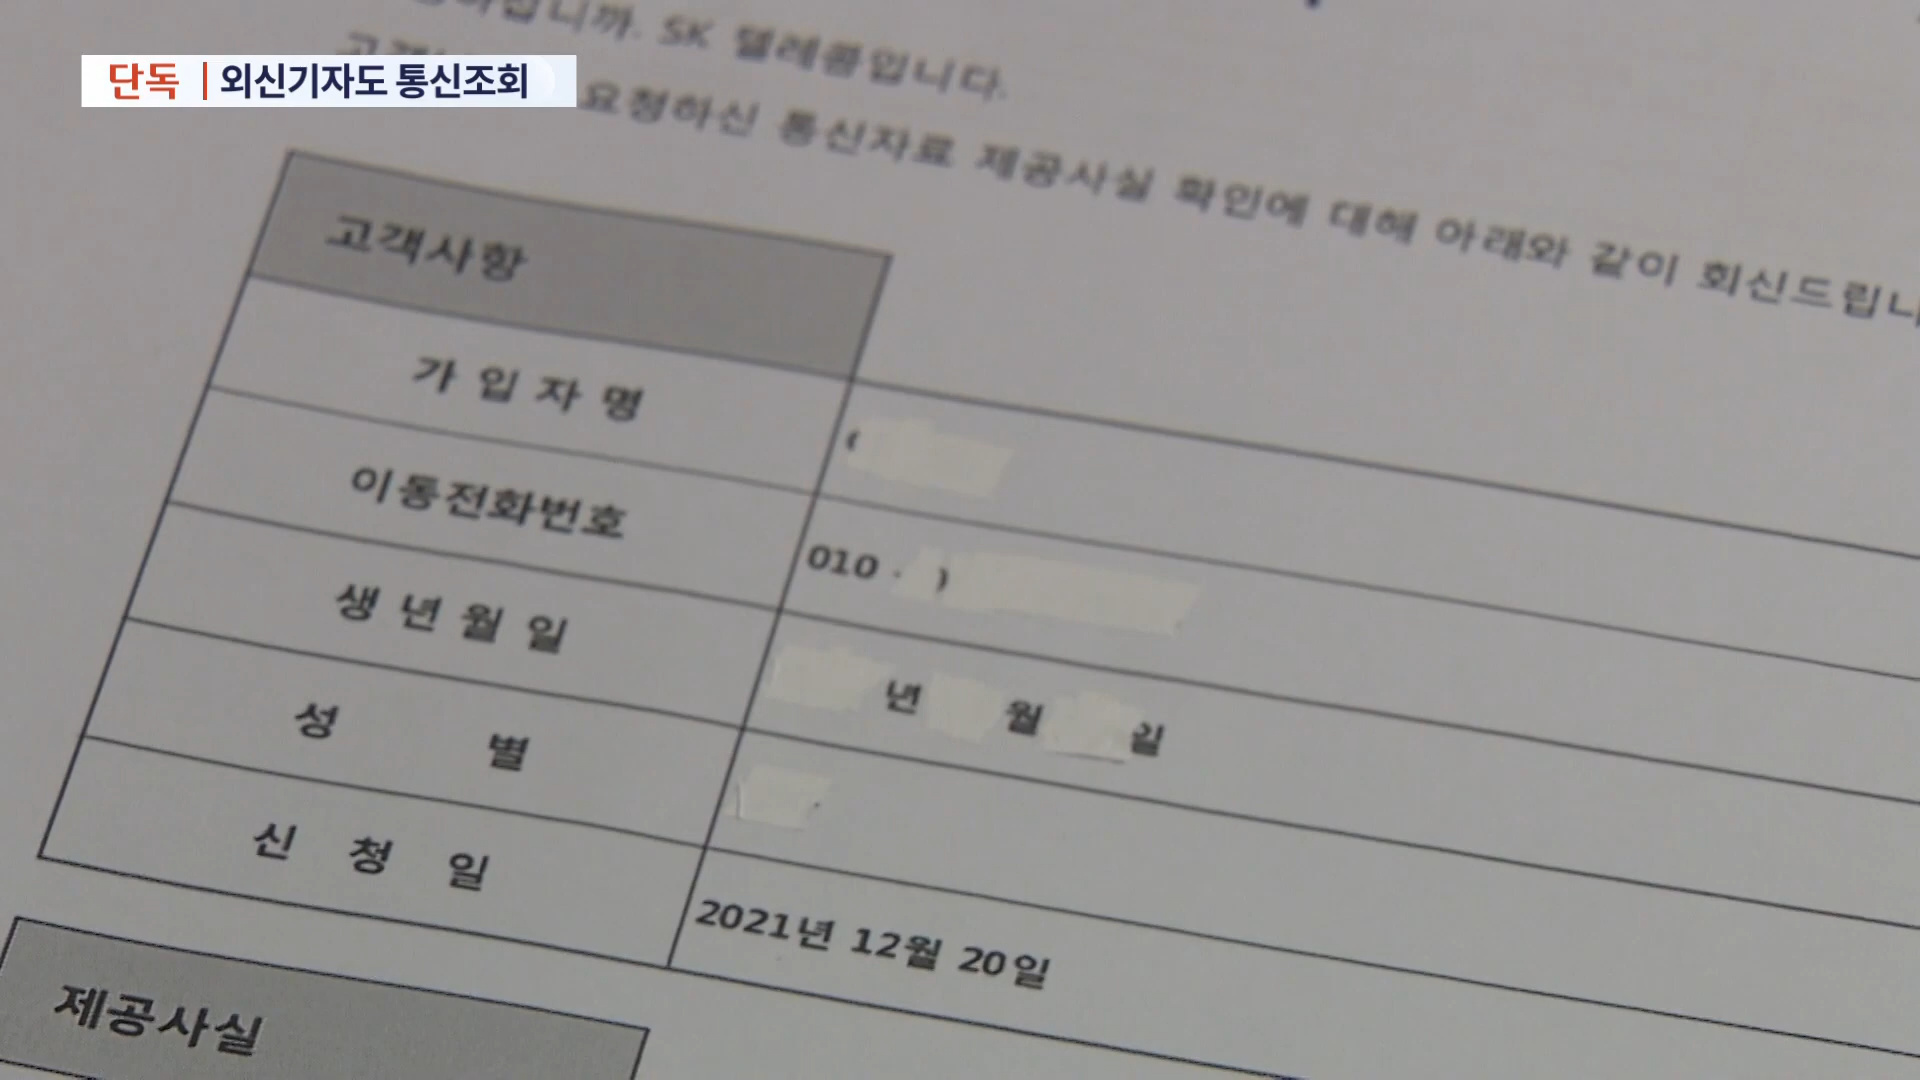 단독 | 외신기자도 통신조회
하십니까. SK 텔레콤입니다.
요청하신 통신자료 제공사실 확인에 대해 아래와 같이 회신드립니
고객사항
가 입 자 명
이동전화번호
010 -
생 년 월 일
년 월 일
성 별
신 청 일
2021년 12월 20일
제공사실